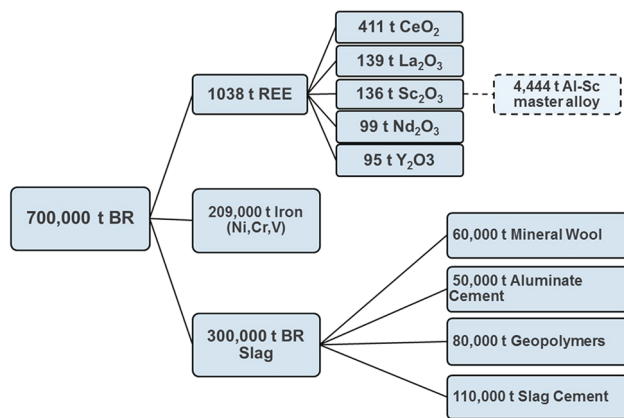 411 t CeO₂
139 t La₂O₃
1038 t REE
136 t Sc₂O₃
4,444 t Al-Sc
master alloy
99 t Nd₂O₃
95 t Y₂O3
700,000 t BR
209,000 t Iron
(Ni,Cr,V)
60,000 t Mineral Wool
50,000 t Aluminate
Cement
300,000 t BR
Slag
80,000 t Geopolymers
110,000 t Slag Cement